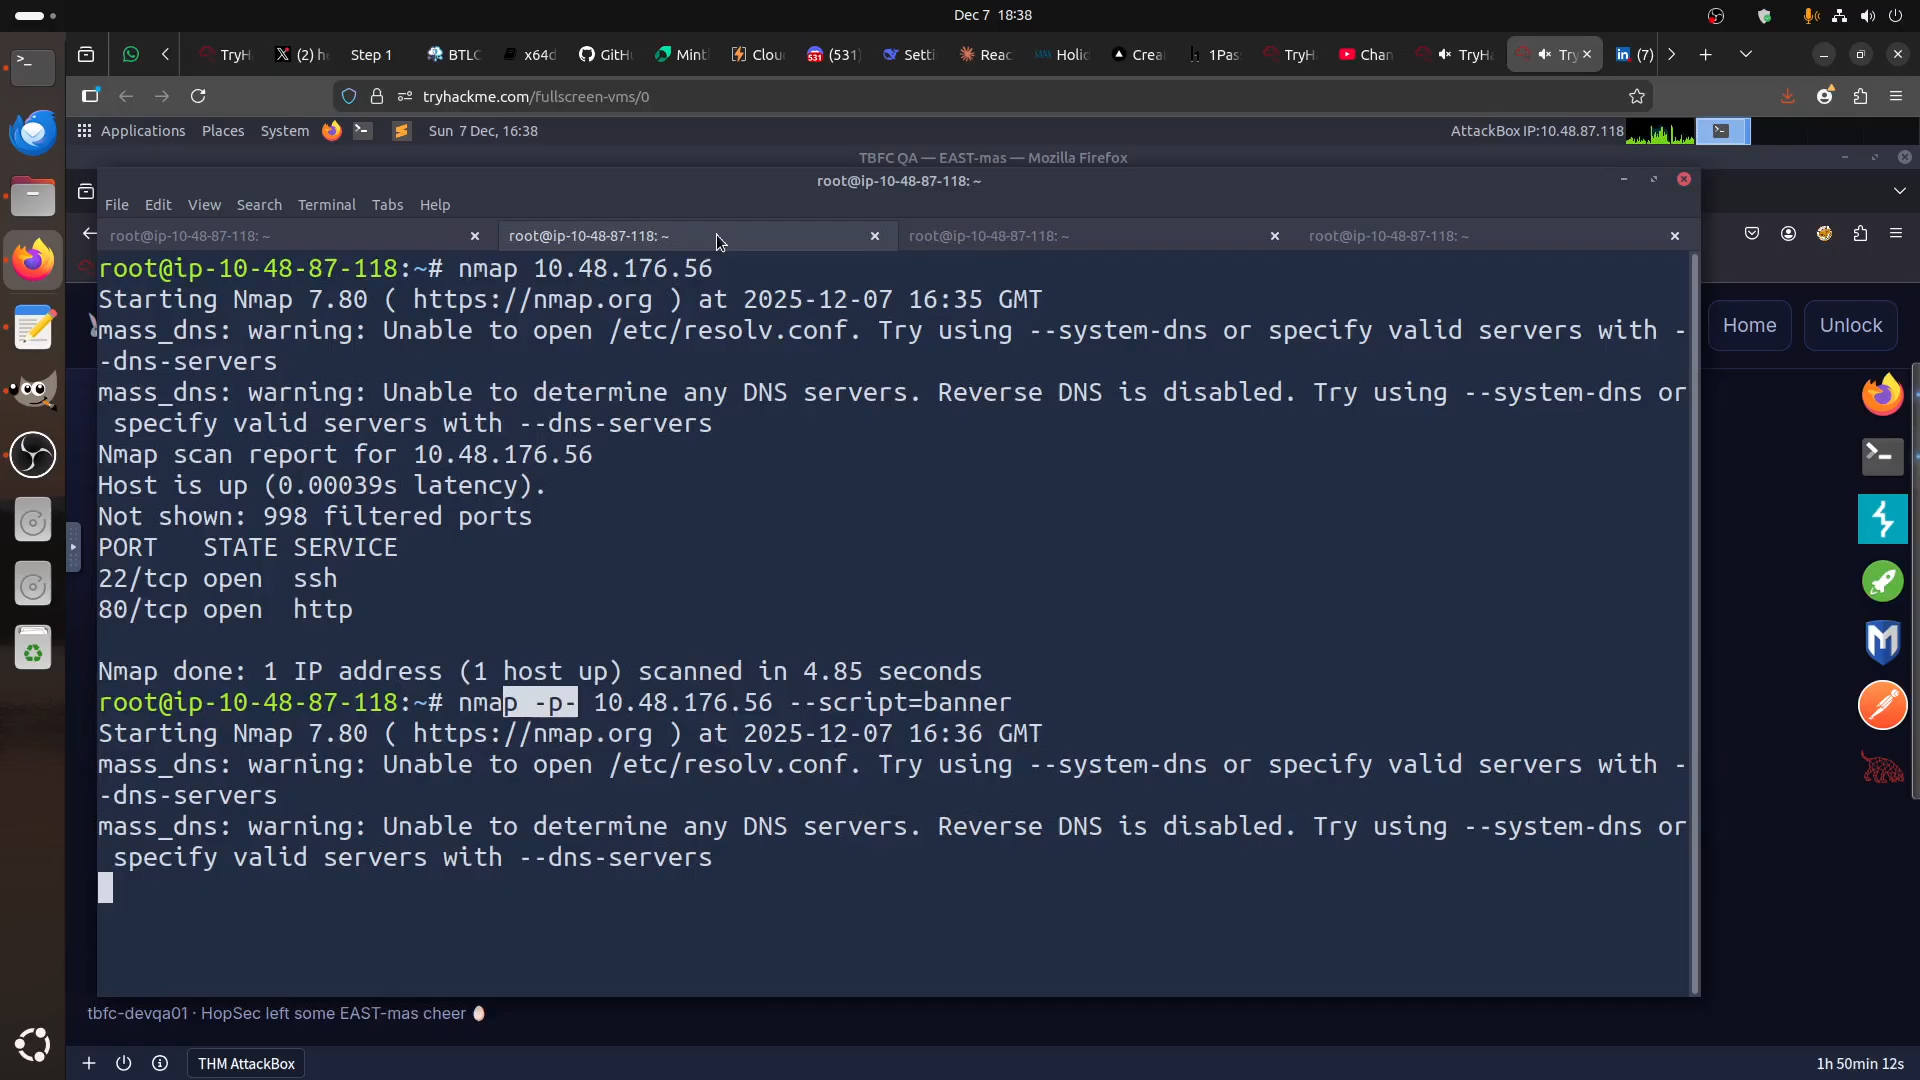 Dec 7 18:38
TryH
(2) h
Step 1
BTLC
x64d
GitHu
Mint
Clou
(531)
Setti
Reac
Holid
Crea
1Pas
TryH
Chan
TryHa
Try
(7)
tryhackme.com/fullscreen-vms/0
Applications Places System Sun 7 Dec, 16:38 AttackBox IP:10.48.87.118
TBFC QA — EAST-mas — Mozilla Firefox
root@ip-10-48-87-118: ~
File Edit View Search Terminal Tabs Help
root@ip-10-48-87-118: ~ root@ip-10-48-87-118: ~ root@ip-10-48-87-118: ~ root@ip-10-48-87-118: ~
root@ip-10-48-87-118:~# nmap 10.48.176.56
Starting Nmap 7.80 ( https://nmap.org ) at 2025-12-07 16:35 GMT
mass_dns: warning: Unable to open /etc/resolv.conf. Try using --system-dns or specify valid servers with -
-dns-servers
mass_dns: warning: Unable to determine any DNS servers. Reverse DNS is disabled. Try using --system-dns or
specify valid servers with --dns-servers
Nmap scan report for 10.48.176.56
Host is up (0.00039s latency).
Not shown: 998 filtered ports
PORT STATE SERVICE
22/tcp open ssh
80/tcp open http
Nmap done: 1 IP address (1 host up) scanned in 4.85 seconds
root@ip-10-48-87-118:~# nmap -p- 10.48.176.56 --script=banner
Starting Nmap 7.80 ( https://nmap.org ) at 2025-12-07 16:36 GMT
mass_dns: warning: Unable to open /etc/resolv.conf. Try using --system-dns or specify valid servers with -
-dns-servers
mass_dns: warning: Unable to determine any DNS servers. Reverse DNS is disabled. Try using --system-dns or
specify valid servers with --dns-servers
Home Unlock
tbfc-devqa01 · HopSec left some EAST-mas cheer
THM AttackBox 1h 50min 12s